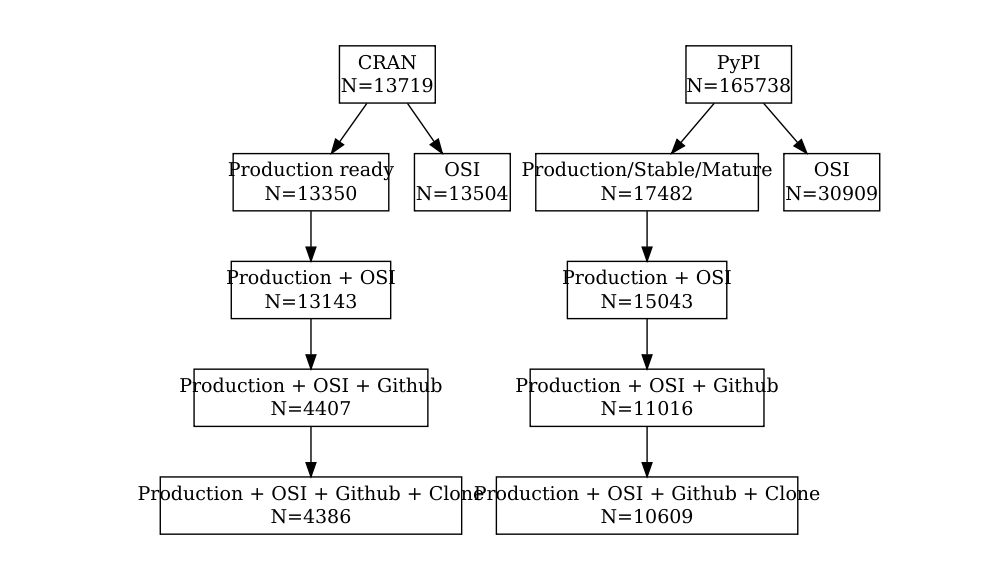 CRAN
N=13719
PyPI
N=165738
Production ready
N=13350
OSI
N=13504
Production/Stable/Mature
N=17482
OSI
N=30909
Production + OSI
N=13143
Production + OSI
N=15043
Production + OSI + Github
N=4407
Production + OSI + Github
N=11016
Production + OSI + Github + Clone
N=4386
Production + OSI + Github + Clone
N=10609